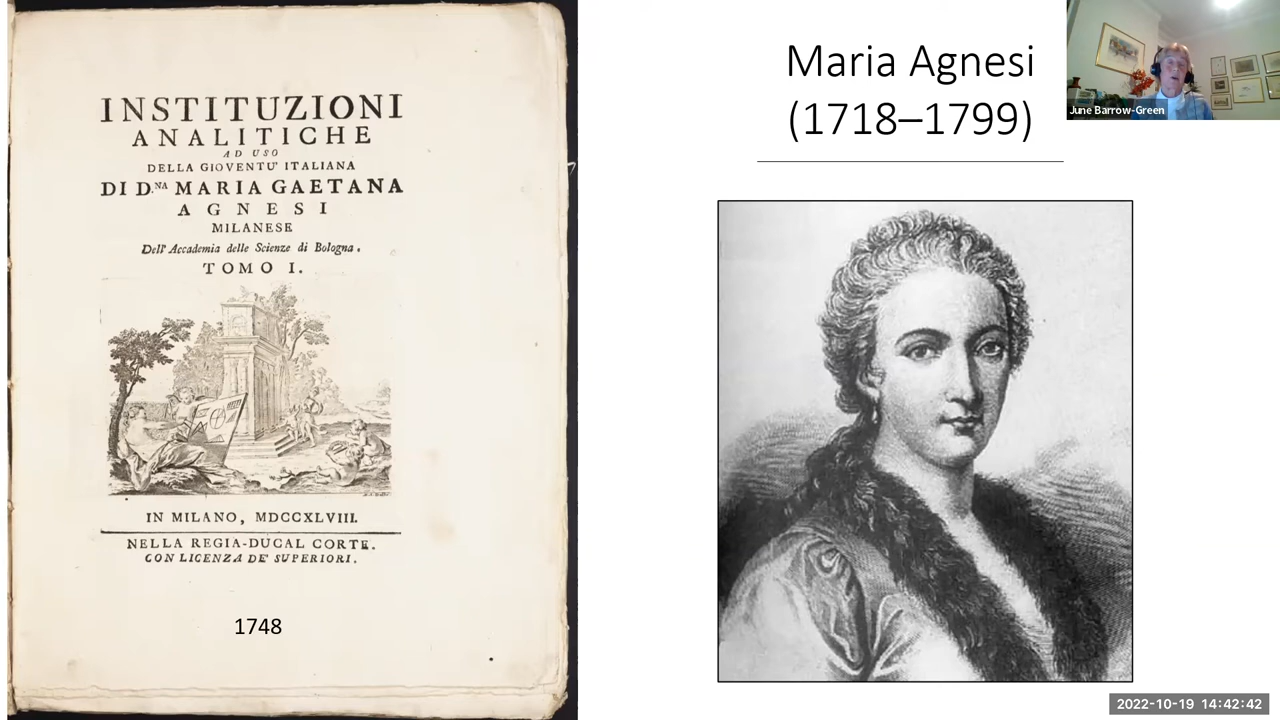 INSTITUZIONI
ANALITICHE
AD USO
DELLA GIOVENTU' ITALIANA
DI D.NA MARIA GAETANA
AGNESI
MILANESE
Dell' Accademia delle Scienze di Bologna.
TOMO I.
IN MILANO, MDCCXLVIII.
NELLA REGIA-DUCAL CORTE.
CON LICENZA DE' SUPERIORI.
1748
Maria Agnesi
(1718–1799)
June Barrow-Green
2022-10-19 14:42:42